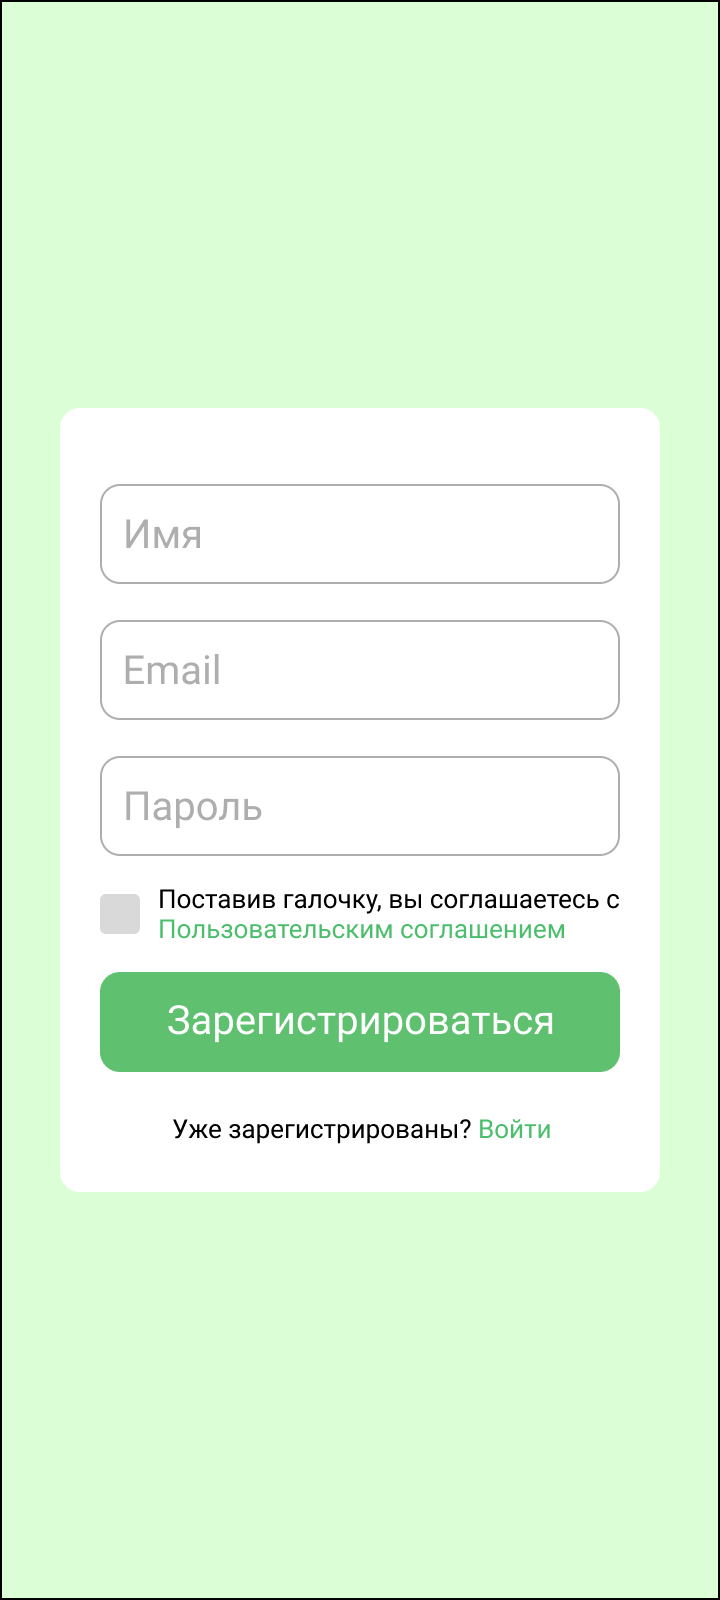 Имя
Email
Пароль
Поставив галочку, вы соглашаетесь с
Пользовательским соглашением
Зарегистрироваться
Уже зарегистрированы? Войти